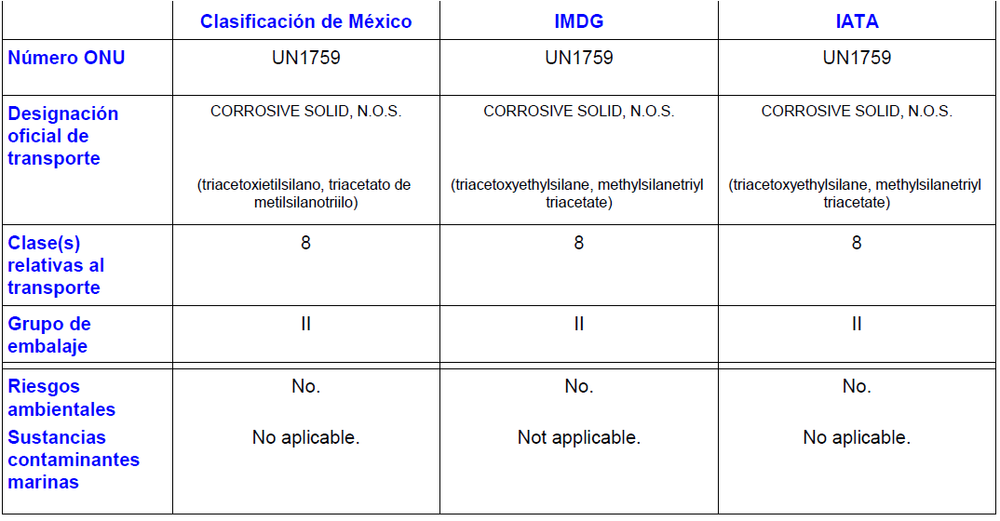 Clasificación de México IMDG IATA
Número ONU UN1759 UN1759 UN1759
Designación oficial de transporte
CORROSIVE SOLID, N.O.S. CORROSIVE SOLID, N.O.S. CORROSIVE SOLID, N.O.S.
(triacetoxietilsilano, triacetato de metilsilanotriilo) (triacetoxyethylsilane, methylsilanetriyl triacetate) (triacetoxyethylsilane, methylsilanetriyl triacetate)
Clase(s) relativas al transporte 8 8 8
Grupo de embalaje II II II
Riesgos ambientales No. No. No.
Sustancias contaminantes marinas No aplicable. Not applicable. No aplicable.